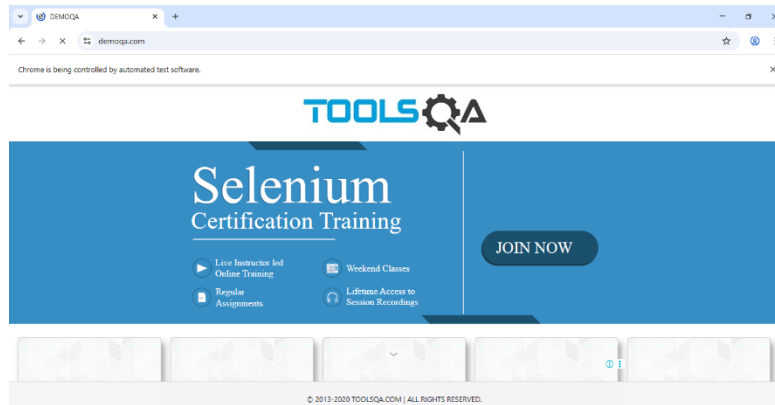 DEMOQA
demoqa.com
Chrome is being controlled by automated test software.
TOOLSQA
Selenium
Certification Training
Live Instructor led
Online Training
Weekend Classes
Regular
Assignments
Lifetime Access to
Session Recordings
JOIN NOW
© 2013-2020 TOOLSQA.COM | ALL RIGHTS RESERVED.